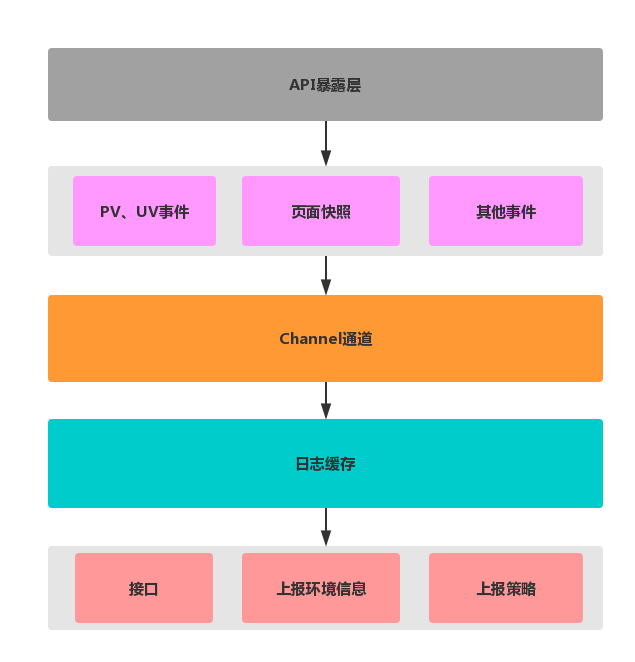 API暴露层
PV、UV事件
页面快照
其他事件
Channel通道
日志缓存
接口
上报环境信息
上报策略